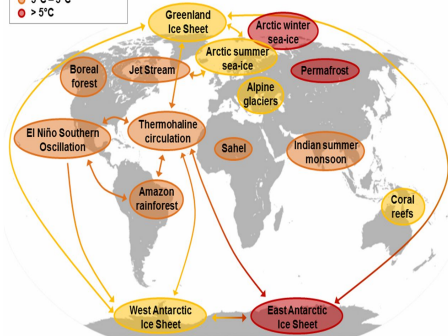 > 5°C
Greenland
Ice Sheet
Arctic winter
sea-ice
Arctic summer
sea-ice
Boreal
forest
Jet Stream
Permafrost
Alpine
glaciers
El Niño Southern
Oscillation
Thermohaline
circulation
Sahel
Indian summer
monsoon
Amazon
rainforest
Coral
reefs
West Antarctic
Ice Sheet
East Antarctic
Ice Sheet